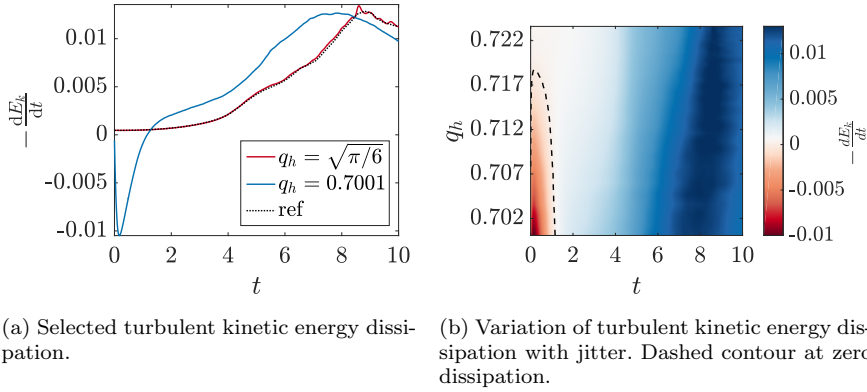 0.01
0.005
0
-0.005
-0.01
− dE_k/dt
q_h = √π/6
q_h = 0.7001
ref
0 2 4 6 8 10
t
0.722
0.717
0.712
0.707
0.702
q_h
2 4 6 8 10
t
0.01
0.005
0
-0.005
-0.01
− dE_k/dt
(a) Selected turbulent kinetic energy dissi-
pation.
(b) Variation of turbulent kinetic energy dis-
sipation with jitter. Dashed contour at zero
dissipation.